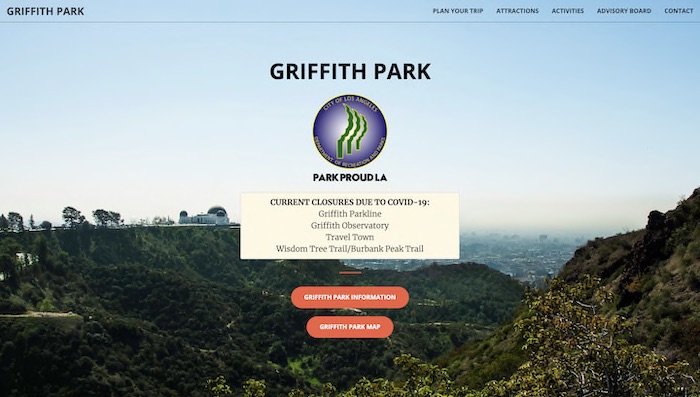 GRIFFITH PARK
PLAN YOUR TRIP ATTRACTIONS ACTIVITIES ADVISORY BOARD CONTACT
GRIFFITH PARK
CITY OF LOS ANGELES
DEPARTMENT OF RECREATION AND PARKS
PARK PROUD LA
CURRENT CLOSURES DUE TO COVID-19:
Griffith Parkline
Griffith Observatory
Travel Town
Wisdom Tree Trail/Burbank Peak Trail
GRIFFITH PARK INFORMATION
GRIFFITH PARK MAP